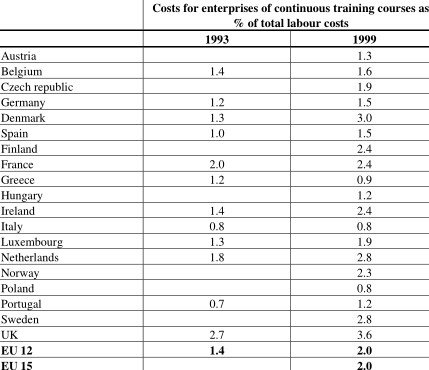 Costs for enterprises of continuous training courses as
% of total labour costs
1993 1999
Austria 1.3
Belgium 1.4 1.6
Czech republic 1.9
Germany 1.2 1.5
Denmark 1.3 3.0
Spain 1.0 1.5
Finland 2.4
France 2.0 2.4
Greece 1.2 0.9
Hungary 1.2
Ireland 1.4 2.4
Italy 0.8 0.8
Luxembourg 1.3 1.9
Netherlands 1.8 2.8
Norway 2.3
Poland 0.8
Portugal 0.7 1.2
Sweden 2.8
UK 2.7 3.6
EU 12 1.4 2.0
EU 15 2.0